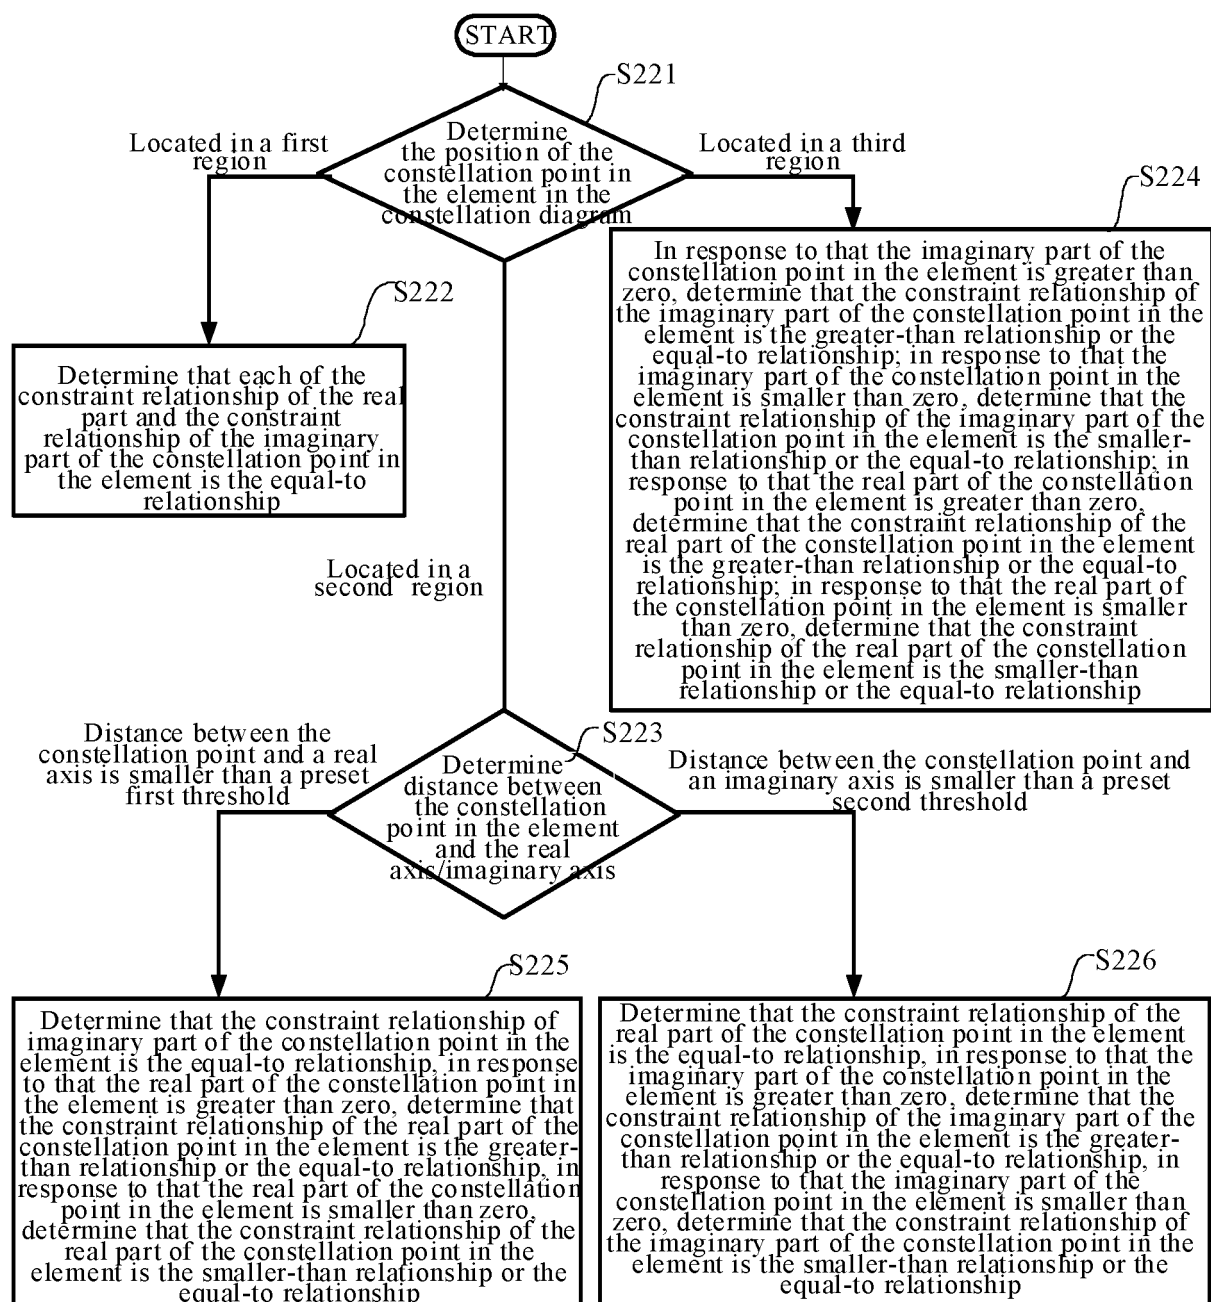 START
S221
Determine
the position of the
constellation point in
the element in the
constellation diagram
Located in a first
region
Located in a third
region
S224
In response to that the imaginary part of the
constellation point in the element is greater than
zero, determine that the constraint relationship of
the imaginary part of the constellation point in the
element is the greater-than relationship or the
equal-to relationship; in response to that the
imaginary part of the constellation point in the
element is smaller than zero, determine that the
constraint relationship of the imaginary part of the
constellation point in the element is the smaller-
than relationship or the equal-to relationship; in
response to that the real part of the constellation
point in the element is greater than zero,
determine that the constraint relationship of the
real part of the constellation point in the element
is the greater-than relationship or the equal-to
relationship; in response to that the real part of
the constellation point in the element is smaller
than zero, determine that the constraint
relationship of the real part of the constellation
point in the element is the smaller-than
relationship or the equal-to relationship
S222
Determine that each of the
constraint relationship of the real
part and the constraint
relationship of the imaginary
part of the constellation point in
the element is the equal-to
relationship
Located in a
second region
S223
Determine
distance between
the constellation
point in the element
and the real
axis/imaginary axis
Distance between the
constellation point and a real
axis is smaller than a preset
first threshold
Distance between the constellation point and
an imaginary axis is smaller than a preset
second threshold
S225
Determine that the constraint relationship of
imaginary part of the constellation point in the
element is the equal-to relationship, in response
to that the real part of the constellation point in
the element is greater than zero, determine that
the constraint relationship of the real part of the
constellation point in the element is the greater-
than relationship or the equal-to relationship, in
response to that the real part of the constellation
point in the element is smaller than zero,
determine that the constraint relationship of the
real part of the constellation point in the
element is the smaller-than relationship or the
equal-to relationship
S226
Determine that the constraint relationship of the
real part of the constellation point in the element
is the equal-to relationship, in response to that the
imaginary part of the constellation point in the
element is greater than zero, determine that the
constraint relationship of the imaginary part of the
constellation point in the element is the greater-
than relationship or the equal-to relationship, in
response to that the imaginary part of the
constellation point in the element is smaller than
zero, determine that the constraint relationship of
the imaginary part of the constellation point in the
element is the smaller-than relationship or the
equal-to relationship